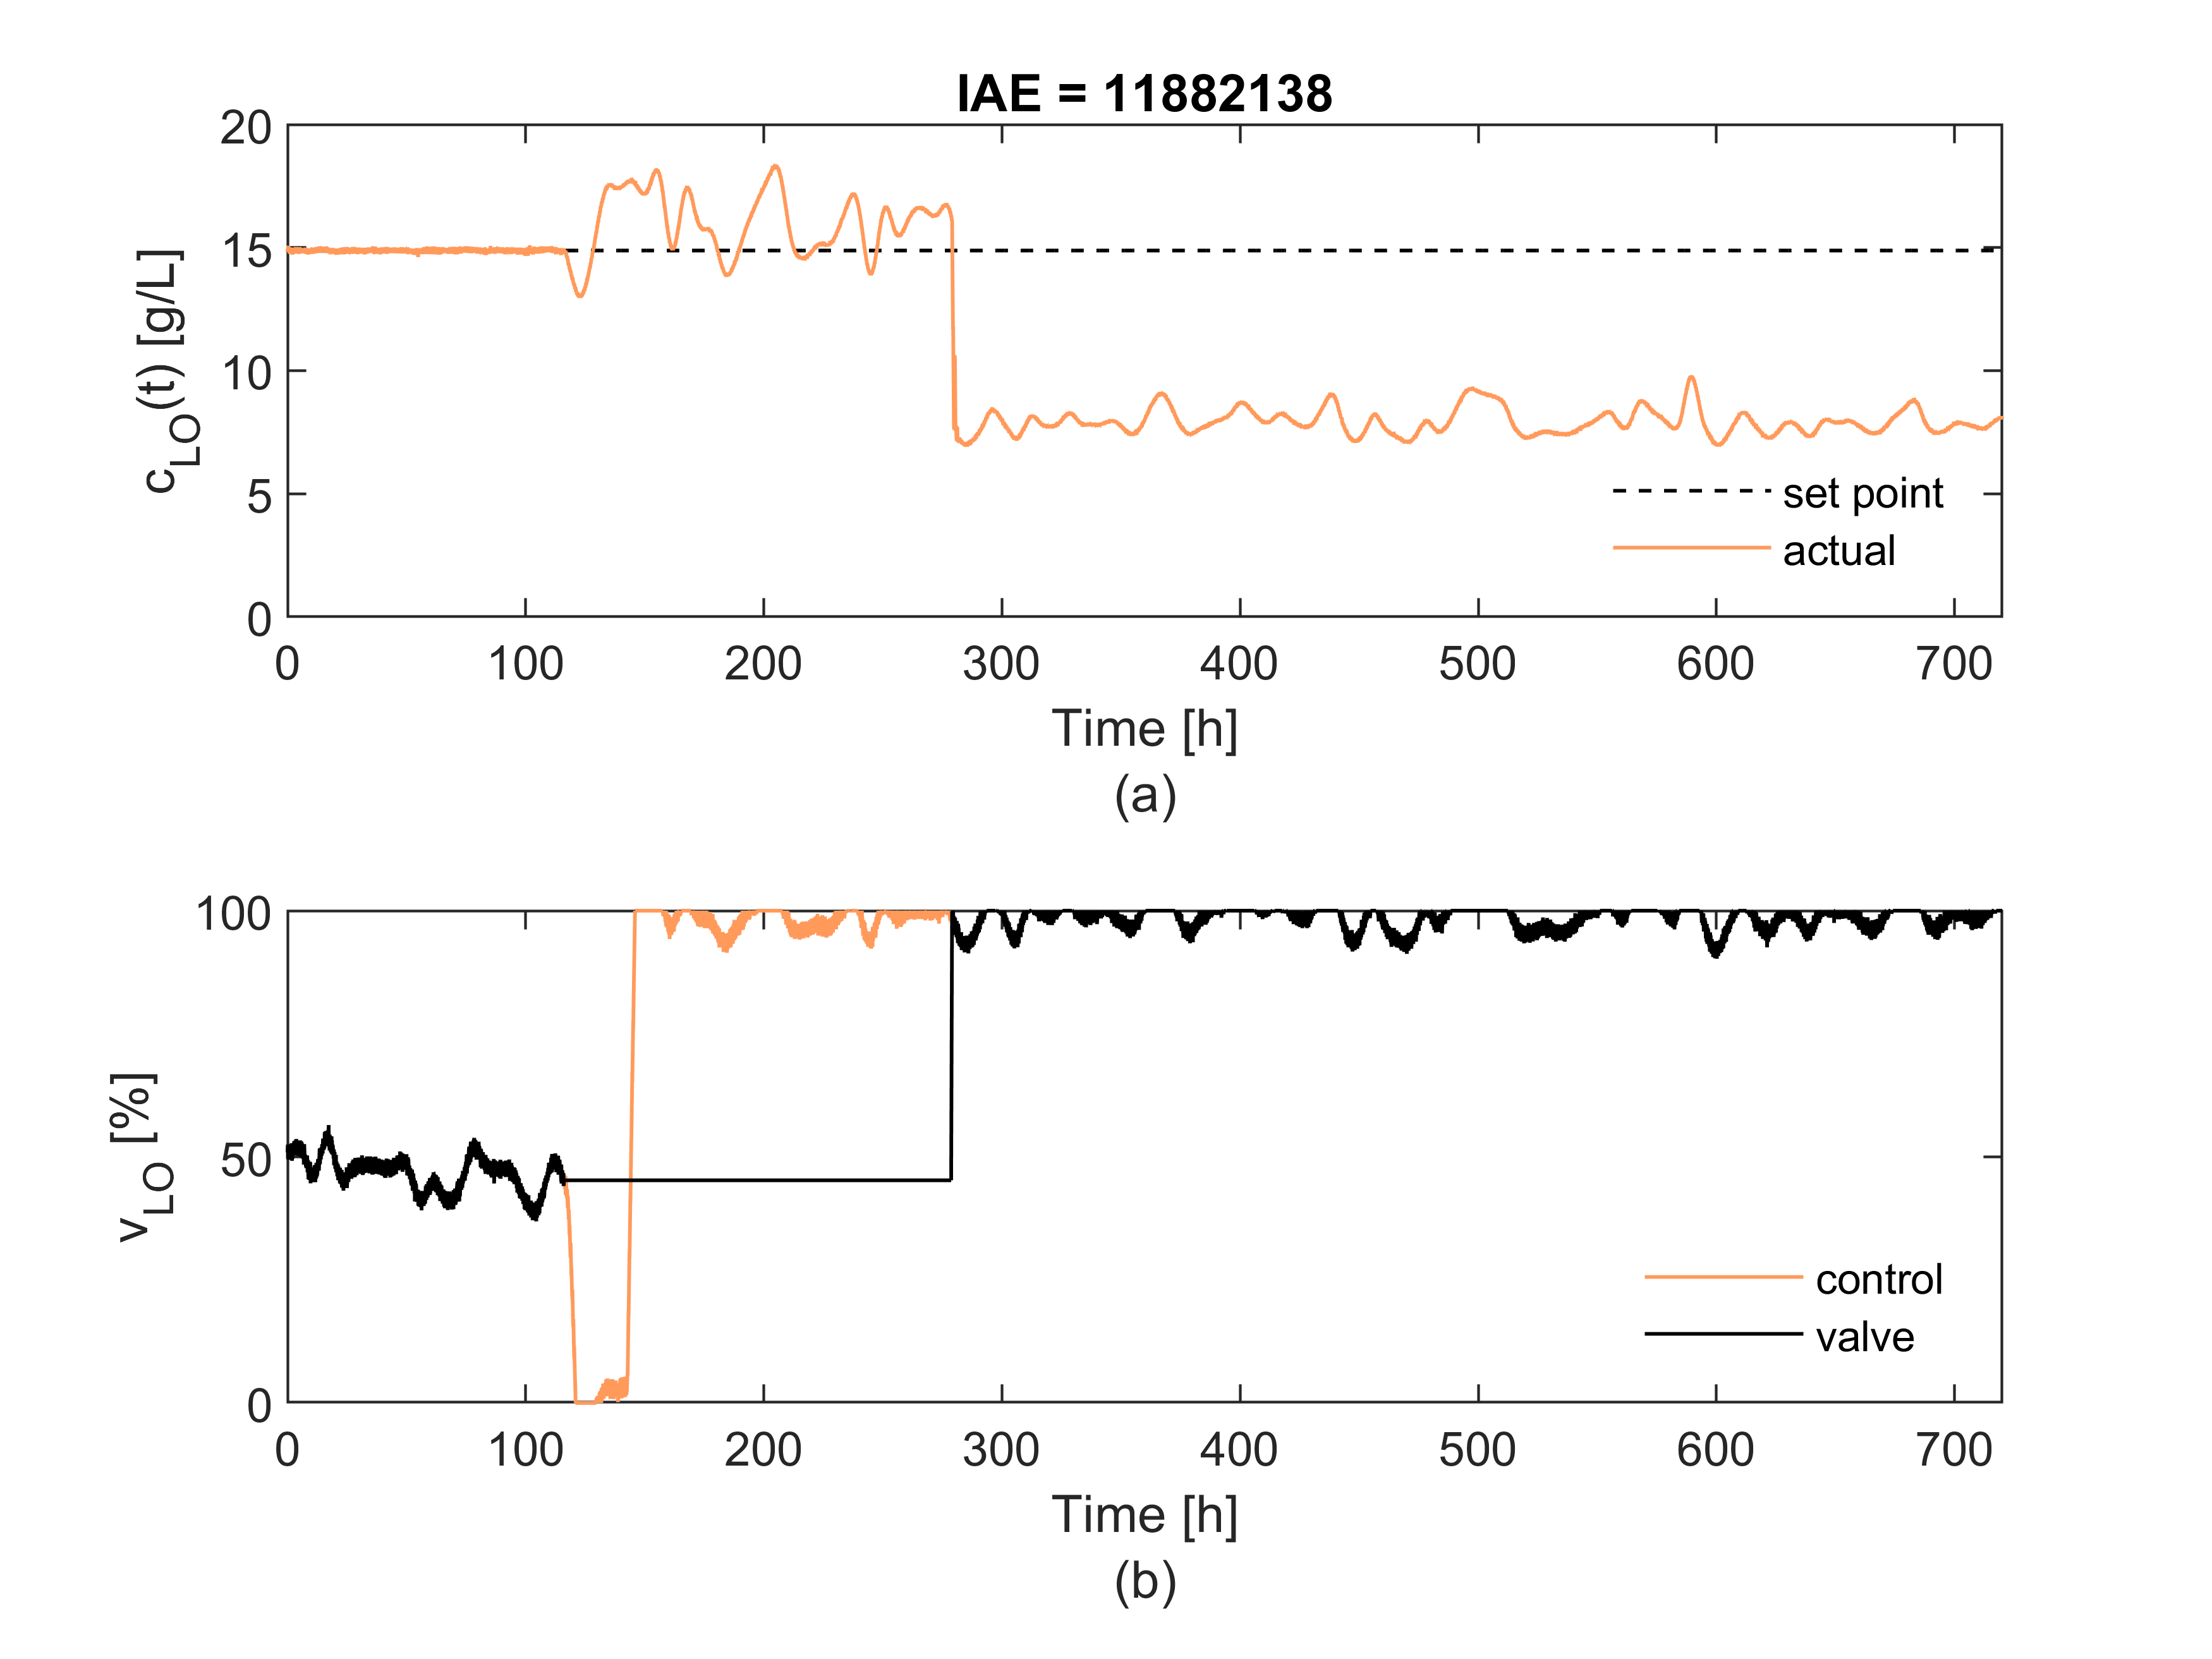 IAE = 11882138
20
15
10
5
0
c_LO(t) [g/L]
set point
actual
0 100 200 300 400 500 600 700
Time [h]
(a)
100
50
0
v_LO [%]
control
valve
0 100 200 300 400 500 600 700
Time [h]
(b)